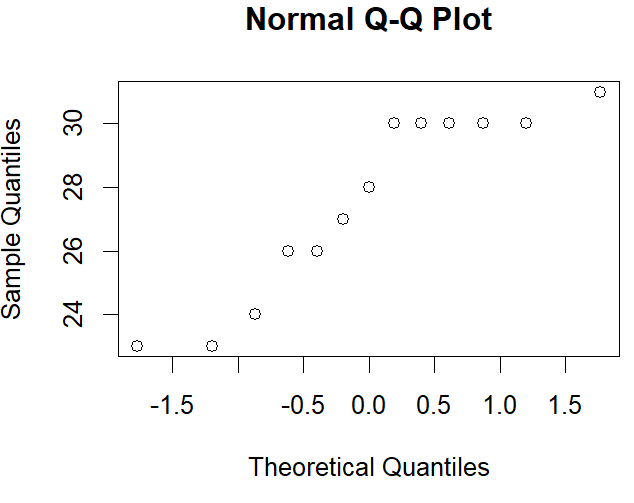 Normal Q-Q Plot
Sample Quantiles
30
28
26
24
-1.5 -0.5 0.0 0.5 1.0 1.5
Theoretical Quantiles